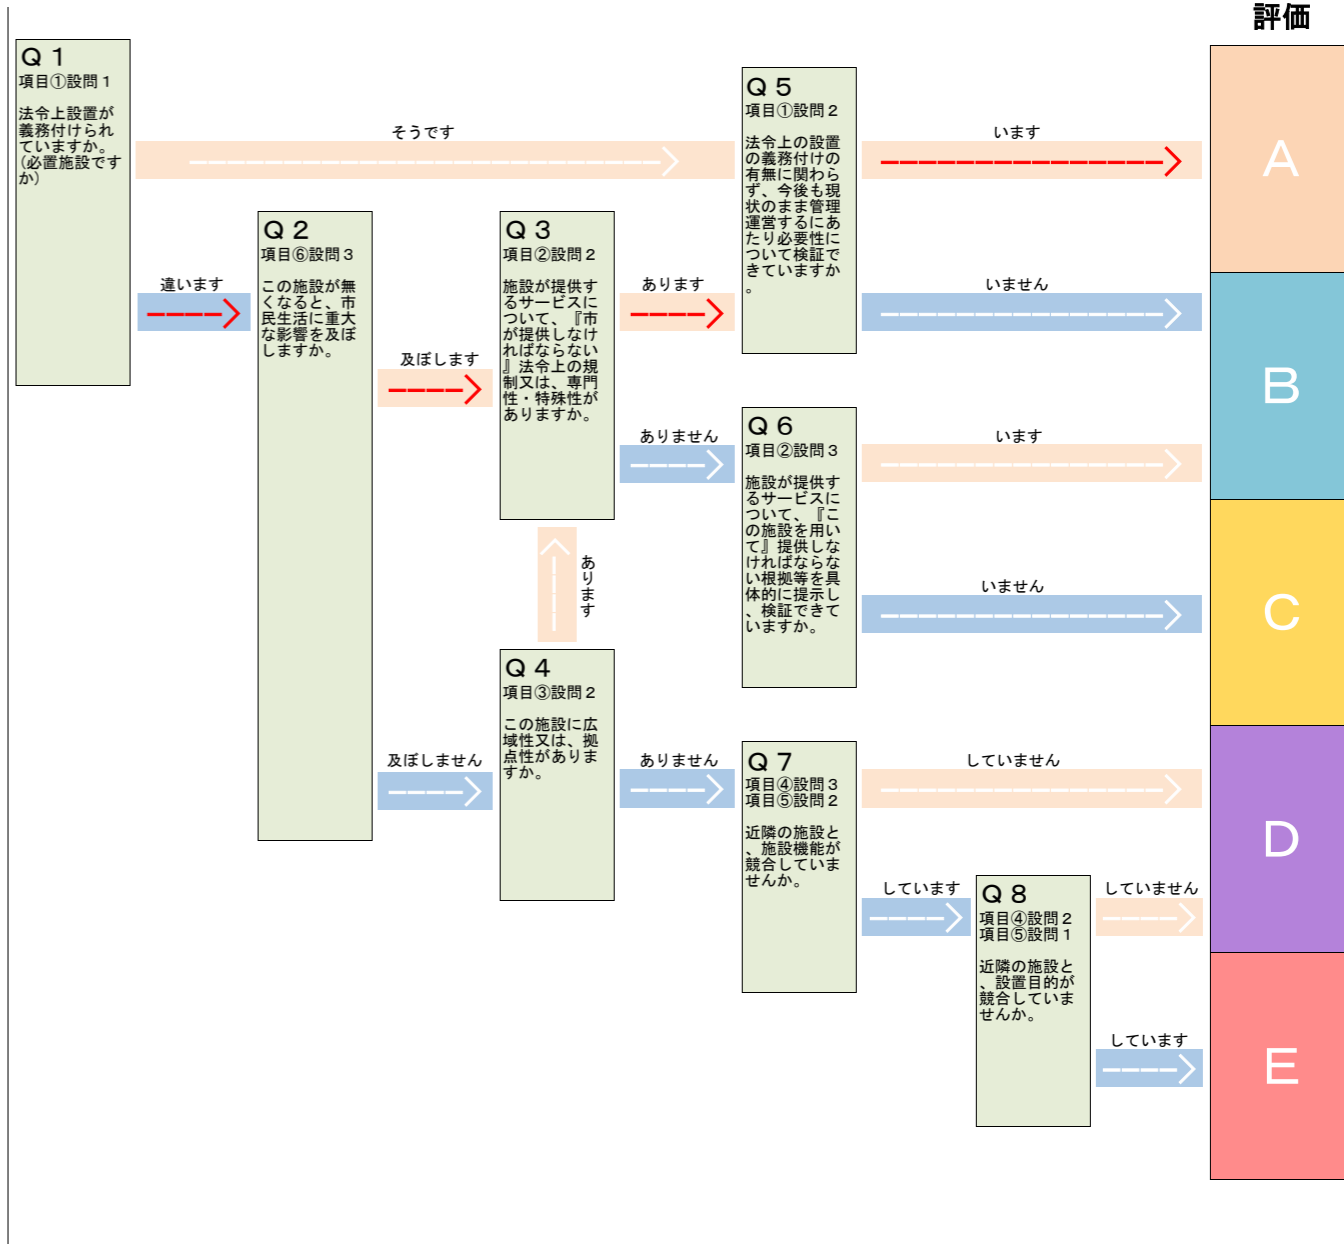 評価
Ｑ１
項目①設問１
法令上設置が
義務付けられ
ていますか。
(必置施設です
か)
そうです
違います
Ｑ２
項目⑥設問３
この施設が無
くなると、市
民生活に重大
な影響を及ぼ
しますか。
及ぼします
及ぼしません
Ｑ３
項目②設問２
施設が提供す
るサービスに
ついて、『市
が提供しなけ
ればならない
』法令上の規
制又は、専門
性・特殊性が
ありますか。
あります
ありません
あります
Ｑ４
項目③設問２
この施設に広
域性又は、拠
点性がありま
すか。
ありません
Ｑ５
項目①設問２
法令上の設置
の義務付けの
有無に関わら
ず、今後も現
状のまま管理
運営するにあ
たり必要性に
ついて検証で
きていますか
。
います
いません
Ｑ６
項目②設問３
施設が提供す
るサービスに
ついて、『こ
の施設を用い
て』提供しな
ければならな
い根拠等を具
体的に提示し
、検証できて
いますか。
います
いません
Ｑ７
項目④設問３
項目⑤設問２
近隣の施設と
、施設機能が
競合していま
せんか。
していません
しています
Ｑ８
項目④設問２
項目⑤設問１
近隣の施設と
、設置目的が
競合していま
せんか。
していません
しています
A
B
C
D
E